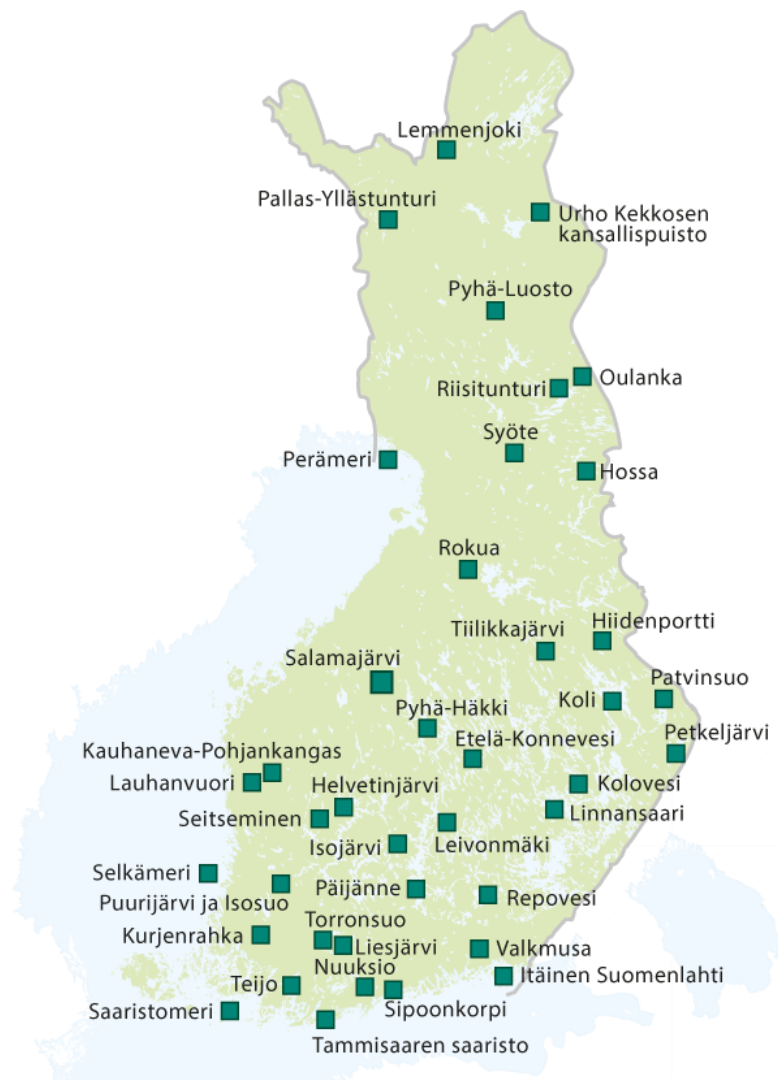 Lemmenjoki
Pallas-Yllästunturi
Urho Kekkosen
kansallispuisto
Pyhä-Luosto
Oulanka
Riisitunturi
Syöte
Perämeri
Hossa
Rokua
Hiidenportti
Tiilikkajärvi
Salamajärvi
Patvinsuo
Koli
Pyhä-Häkki
Petkeljärvi
Etelä-Konnevesi
Kauhaneva-Pohjankangas
Lauhanvuori
Helvetinjärvi
Kolovesi
Linnansaari
Seitseminen
Isojärvi
Leivonmäki
Selkämeri
Päijänne
Repovesi
Puurijärvi ja Isosuo
Torronsuo
Kurjenrahka
Liesjärvi
Valkmusa
Nuuksio
Itäinen Suomenlahti
Teijo
Saaristomeri
Sipoonkorpi
Tammisaaren saaristo